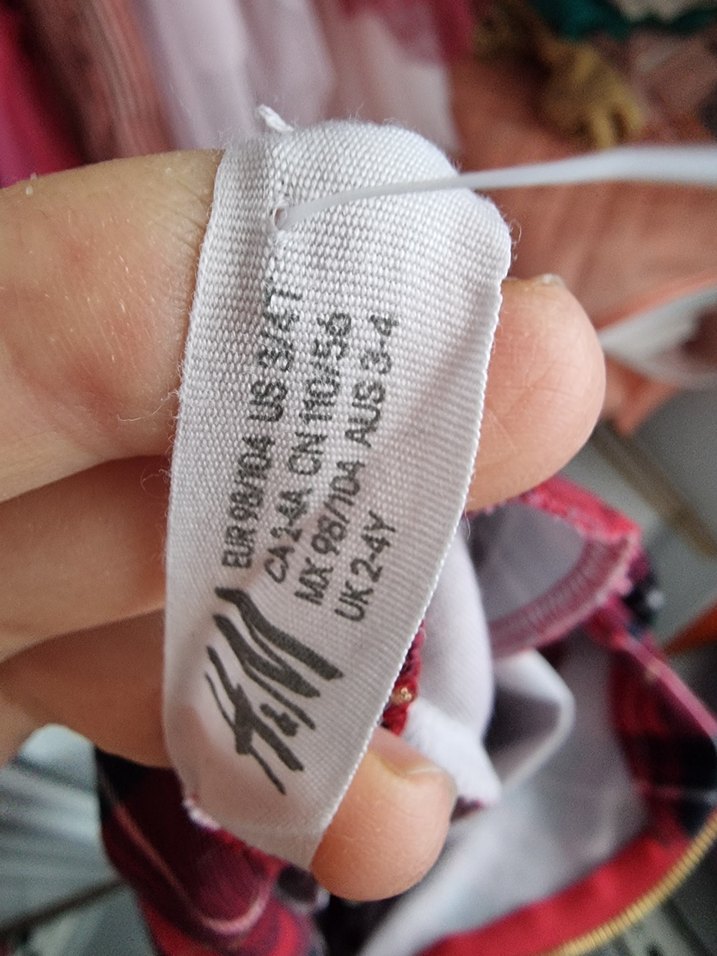 H&M
EUR 98/104 US 3/4T
CA 2-4A CN 110/56
MX 98/104 AUS 3-4
UK 2-4Y